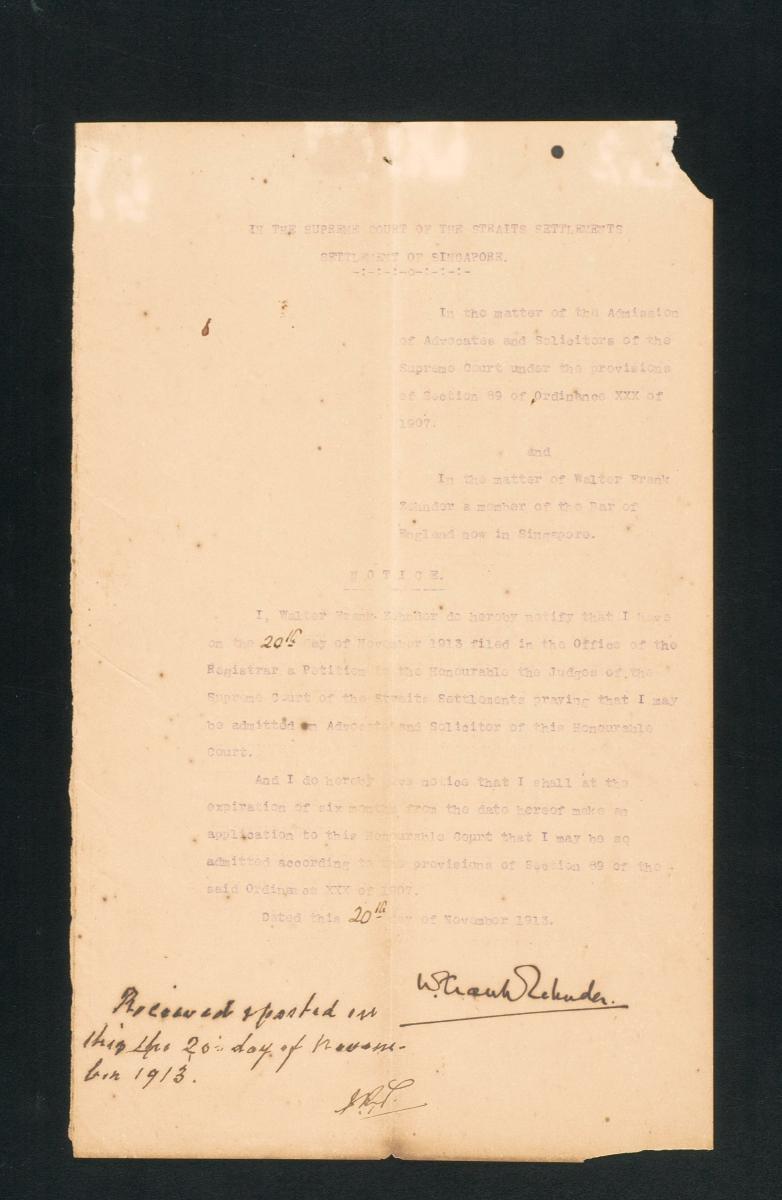 IN THE SUPREME COURT OF THE STRAITS SETTLEMENTS
SETTLEMENT OF SINGAPORE.
-:-:-:-o-:-:-:-
In the matter of the Admission
of Advocates and Solicitors of the
Supreme Court under the provisions
of Section 89 of Ordinance XXX of
1907.
and
In the matter of Walter Frank
Zehnder a member of the Bar of
England now in Singapore.
N O T I C E.
I, Walter Frank Zehnder do hereby notify that I have
on the 20th day of November 1913 filed in the Office of the
Registrar a Petition to the Honourable the Judges of the
Supreme Court of the Straits Settlements praying that I may
be admitted an Advocate and Solicitor of this Honourable
Court.
And I do hereby give notice that I shall at the
expiration of six months from the date hereof make an
application to this Honourable Court that I may be so
admitted according to the provisions of Section 89 of the
said Ordinance XXX of 1907.
Dated this 20th day of November 1913.
W. Frank Zehnder.
Received & posted on
this the 20th day of Novem-
ber 1913.